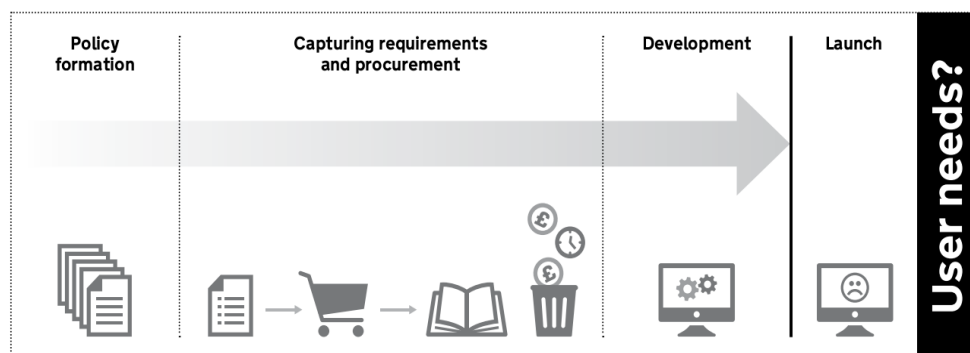 Policy
formation
Capturing requirements
and procurement
Development
Launch
User needs?
£
£